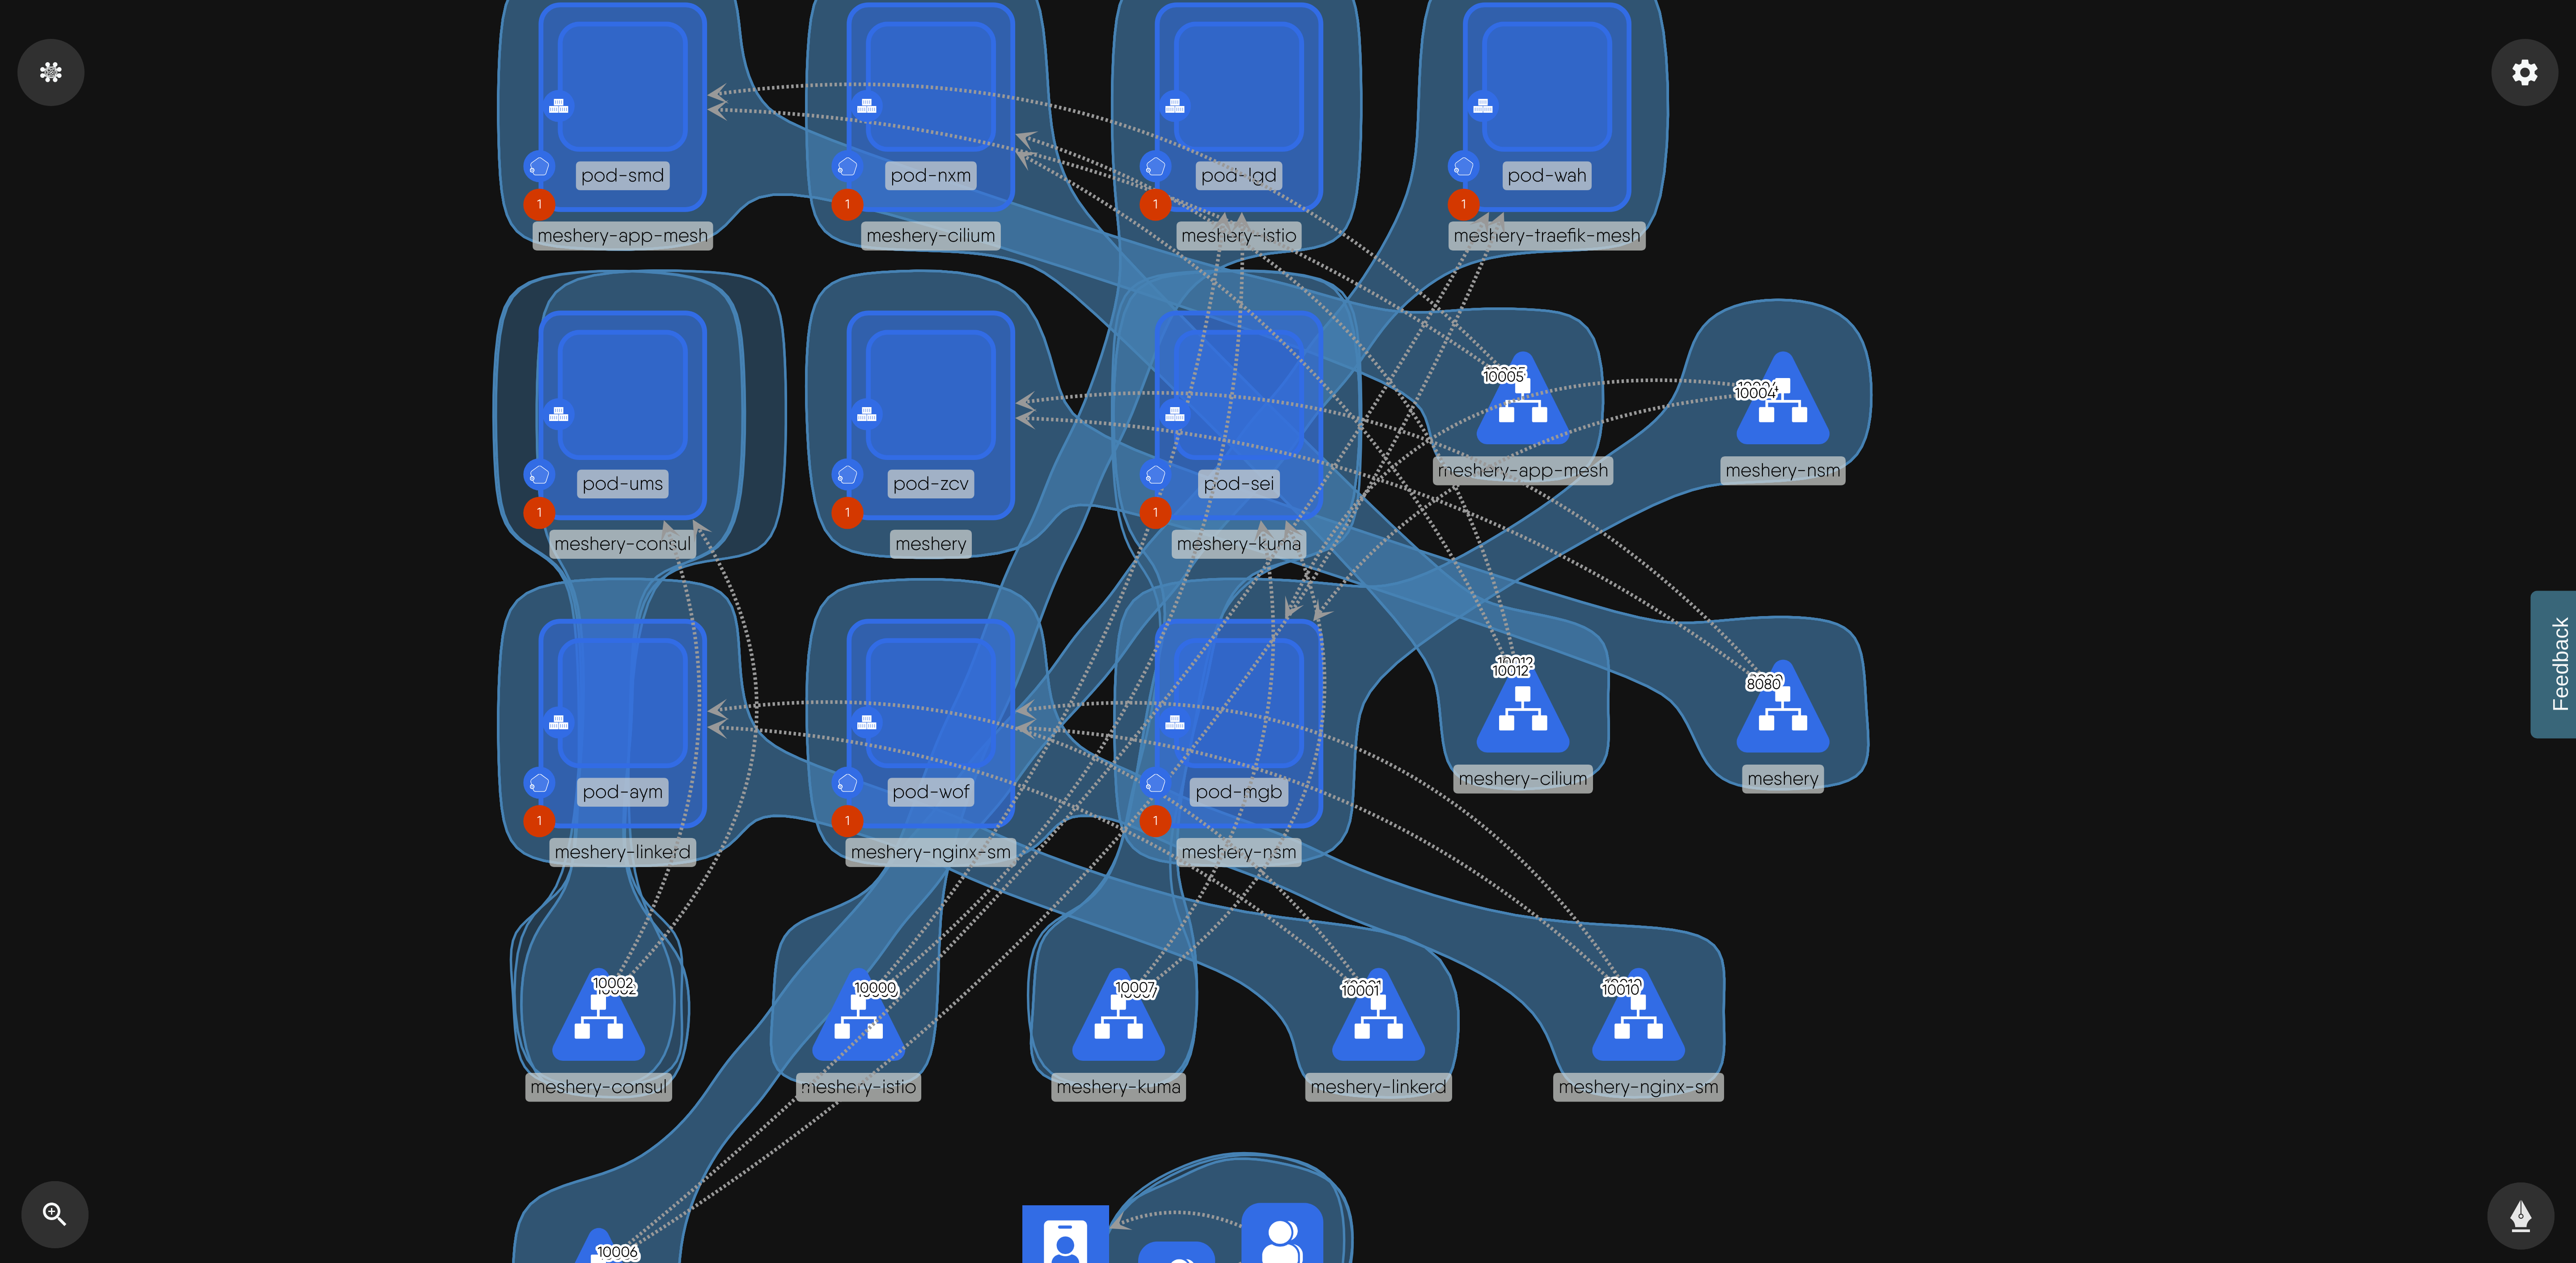 pod-smd
pod-nxm
pod-lgd
pod-wah
1
1
1
1
meshery-app-mesh
meshery-cilium
meshery-istio
meshery-traefik-mesh
10005
10004
meshery-app-mesh
meshery-nsm
pod-ums
pod-zcv
pod-sei
1
1
1
meshery-consul
meshery
meshery-kuma
Feedback
10012
10012
8080
meshery-cilium
meshery
pod-aym
pod-wof
pod-mgb
1
1
1
meshery-linkerd
meshery-nginx-sm
meshery-nsm
10002
10000
10007
10001
10010
meshery-consul
meshery-istio
meshery-kuma
meshery-linkerd
meshery-nginx-sm
10006